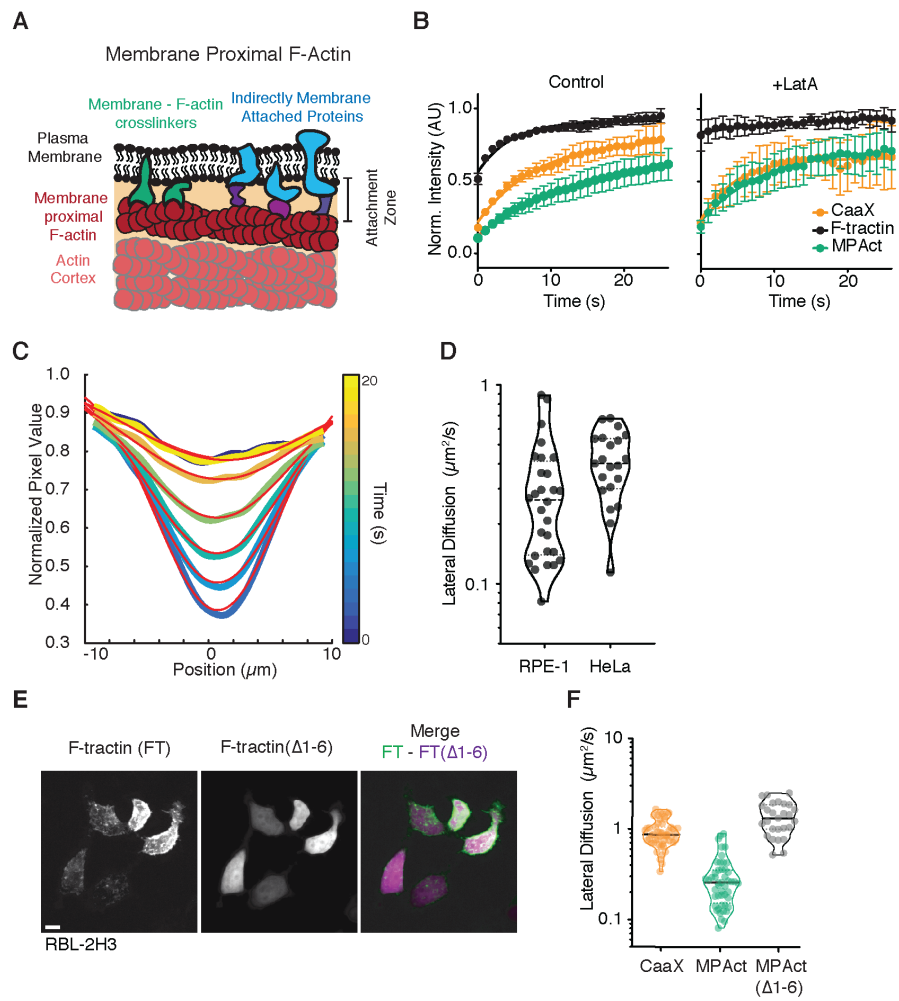 A
Membrane Proximal F-Actin
Membrane - F-actin
crosslinkers
Indirectly Membrane
Attached Proteins
Plasma
Membrane
Membrane
proximal
F-actin
Actin
Cortex
Attachment
Zone
B
Control
+LatA
Norm. Intensity (AU)
1.0
0.5
0.0
0
10
20
Time (s)
0
10
20
Time (s)
CaaX
F-tractin
MPAct
C
Normalized Pixel Value
1.0
0.9
0.8
0.7
0.6
0.5
0.4
0.3
-10
0
10
Position (µm)
20
0
Time (s)
D
Lateral Diffusion (µm²/s)
1
0.1
RPE-1
HeLa
E
F-tractin (FT)
F-tractin(Δ1-6)
Merge
FT - FT(Δ1-6)
RBL-2H3
F
Lateral Diffusion (µm²/s)
10
1
0.1
CaaX
MPAct
MPAct
(Δ1-6)